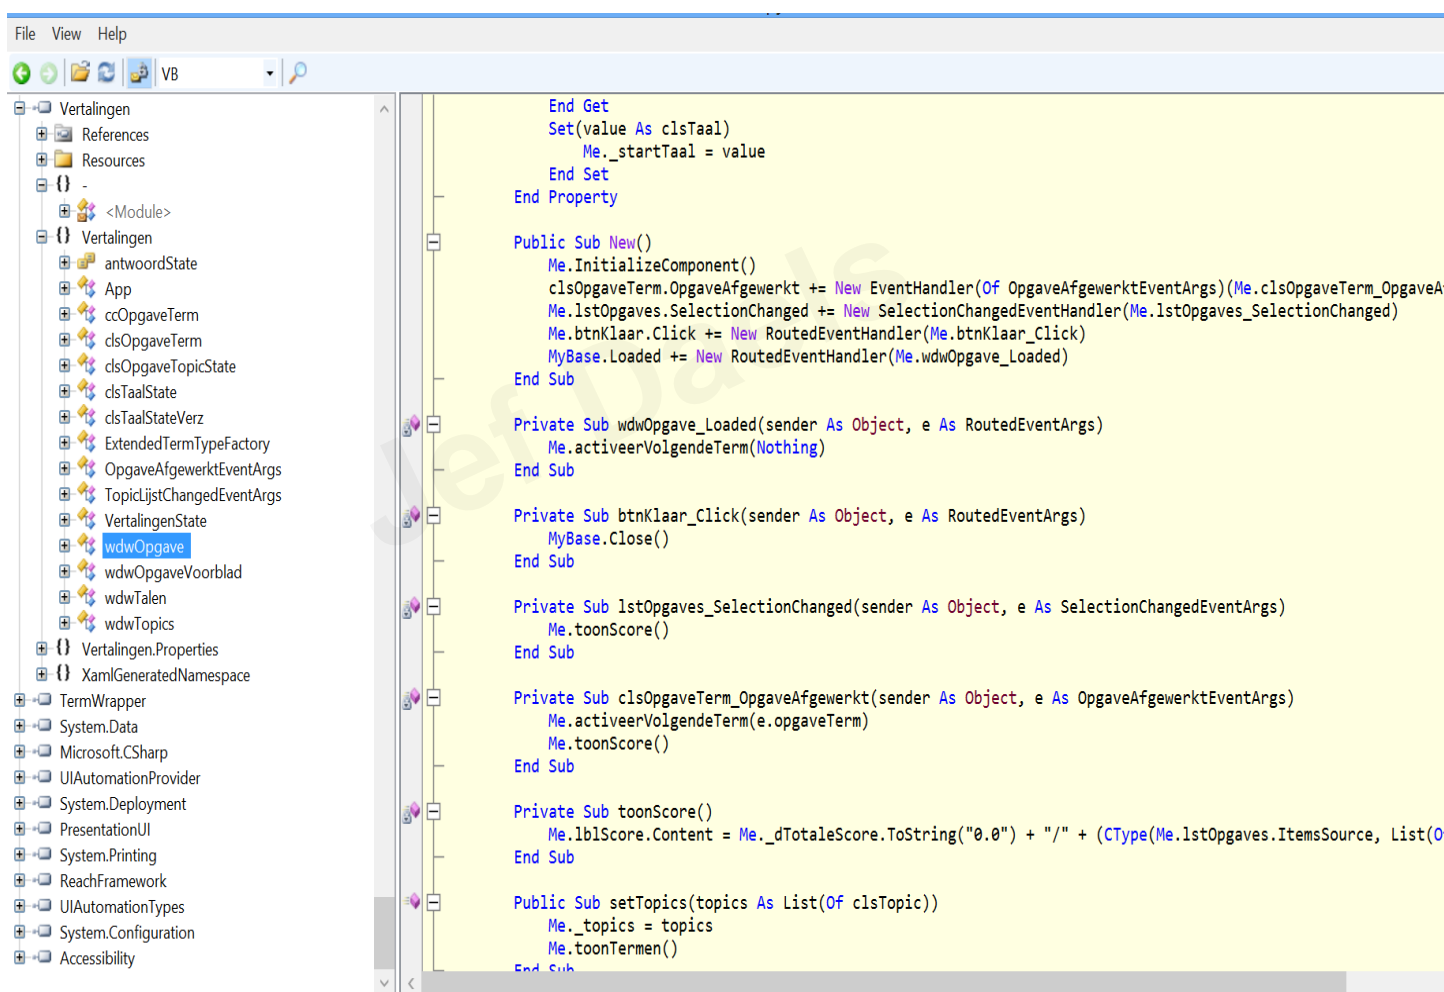 File View Help
VB
Vertalingen
References
Resources
{} -
<Module>
{} Vertalingen
antwoordState
App
ccOpgaveTerm
clsOpgaveTerm
clsOpgaveTopicState
clsTaalState
clsTaalStateVerz
ExtendedTermTypeFactory
OpgaveAfgewerktEventArgs
TopicLijstChangedEventArgs
VertalingenState
wdwOpgave
wdwOpgaveVoorblad
wdwTalen
wdwTopics
{} Vertalingen.Properties
{} XamlGeneratedNamespace
TermWrapper
System.Data
Microsoft.CSharp
UIAutomationProvider
System.Deployment
PresentationUI
System.Printing
ReachFramework
UIAutomationTypes
System.Configuration
Accessibility
End Get
Set(value As clsTaal)
Me._startTaal = value
End Set
End Property
Public Sub New()
Me.InitializeComponent()
clsOpgaveTerm.OpgaveAfgewerkt += New EventHandler(Of OpgaveAfgewerktEventArgs)(Me.clsOpgaveTerm_OpgaveA
Me.lstOpgaves.SelectionChanged += New SelectionChangedEventHandler(Me.lstOpgaves_SelectionChanged)
Me.btnKlaar.Click += New RoutedEventHandler(Me.btnKlaar_Click)
MyBase.Loaded += New RoutedEventHandler(Me.wdwOpgave_Loaded)
End Sub
Private Sub wdwOpgave_Loaded(sender As Object, e As RoutedEventArgs)
Me.activeerVolgendeTerm(Nothing)
End Sub
Private Sub btnKlaar_Click(sender As Object, e As RoutedEventArgs)
MyBase.Close()
End Sub
Private Sub lstOpgaves_SelectionChanged(sender As Object, e As SelectionChangedEventArgs)
Me.toonScore()
End Sub
Private Sub clsOpgaveTerm_OpgaveAfgewerkt(sender As Object, e As OpgaveAfgewerktEventArgs)
Me.activeerVolgendeTerm(e.opgaveTerm)
Me.toonScore()
End Sub
Private Sub toonScore()
Me.lblScore.Content = Me._dTotaleScore.ToString("0.0") + "/" + (CType(Me.lstOpgaves.ItemsSource, List(O
End Sub
Public Sub setTopics(topics As List(Of clsTopic))
Me._topics = topics
Me.toonTermen()
End Sub
Jef Daels